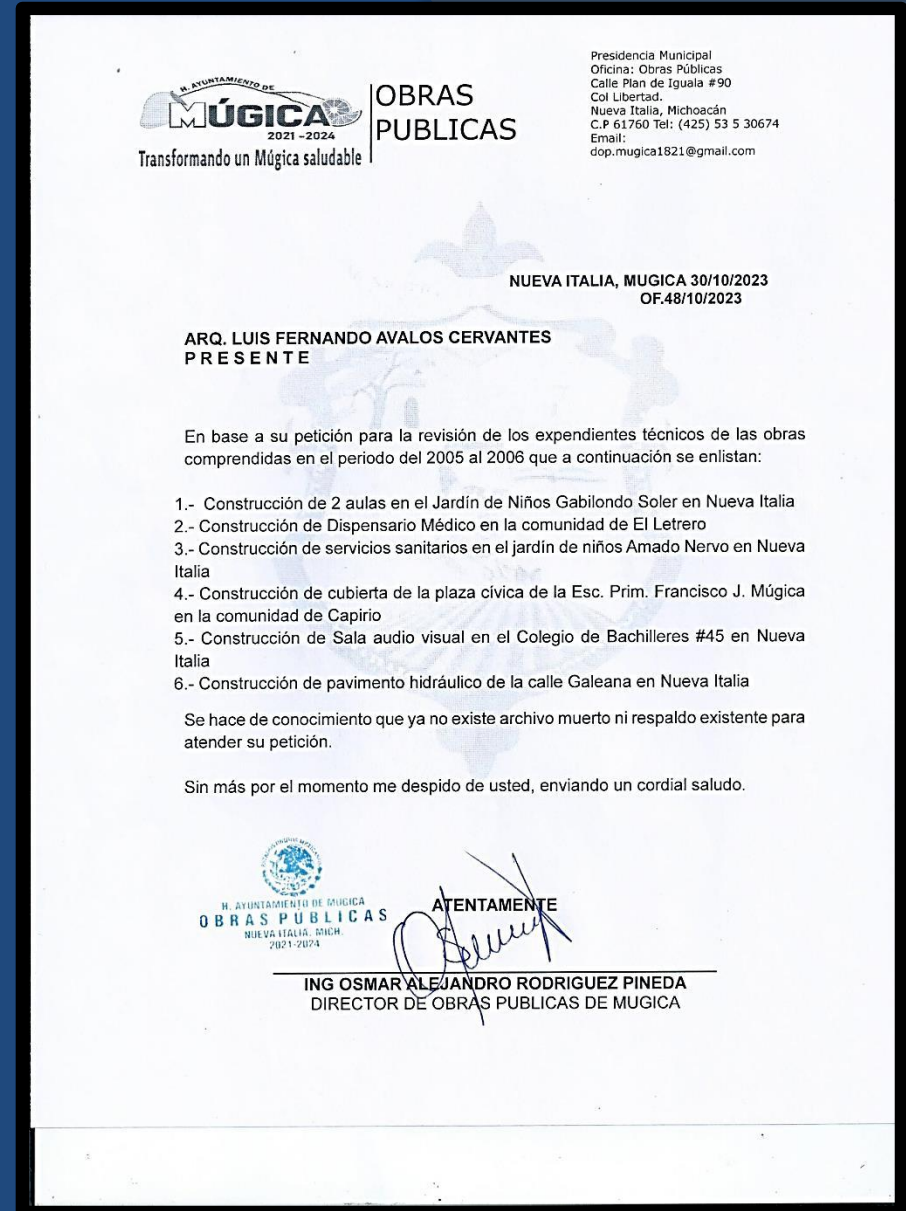 H. AYUNTAMIENTO DE
MÚGICA
2021-2024
Transformando un Múgica saludable
OBRAS
PUBLICAS
Presidencia Municipal
Oficina: Obras Públicas
Calle Plan de Iguala #90
Col Libertad.
Nueva Italia, Michoacán
C.P 61760 Tel: (425) 53 5 30674
Email:
dop.mugica1821@gmail.com
NUEVA ITALIA, MUGICA 30/10/2023
OF.48/10/2023
ARQ. LUIS FERNANDO AVALOS CERVANTES
P R E S E N T E
En base a su petición para la revisión de los expendientes técnicos de las obras
comprendidas en el periodo del 2005 al 2006 que a continuación se enlistan:
1.- Construcción de 2 aulas en el Jardín de Niños Gabilondo Soler en Nueva Italia
2.- Construcción de Dispensario Médico en la comunidad de El Letrero
3.- Construcción de servicios sanitarios en el jardín de niños Amado Nervo en Nueva
Italia
4.- Construcción de cubierta de la plaza cívica de la Esc. Prim. Francisco J. Múgica
en la comunidad de Capirio
5.- Construcción de Sala audio visual en el Colegio de Bachilleres #45 en Nueva
Italia
6.- Construcción de pavimento hidráulico de la calle Galeana en Nueva Italia
Se hace de conocimiento que ya no existe archivo muerto ni respaldo existente para
atender su petición.
Sin más por el momento me despido de usted, enviando un cordial saludo.
H. AYUNTAMIENTO DE MUGICA
OBRAS PÚBLICAS
NUEVA ITALIA, MICH.
2021-2024
ATENTAMENTE
ING OSMAR ALEJANDRO RODRIGUEZ PINEDA
DIRECTOR DE OBRAS PUBLICAS DE MUGICA